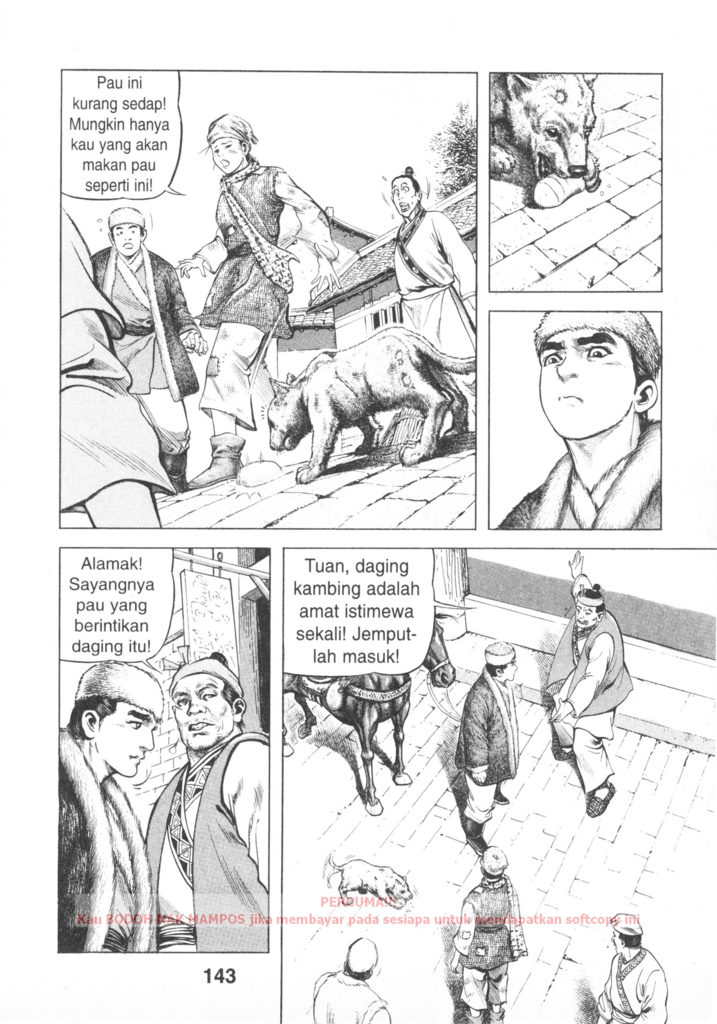 Pau ini
kurang sedap!
Mungkin hanya
kau yang akan
makan pau
seperti ini!
Alamak!
Sayangnya
pau yang
berintikan
daging itu!
Tuan, daging
kambing adalah
amat istimewa
sekali! Jemput-
lah masuk!
PERCUMA!!!
Kau BODOH NAK MAMPOS jika membayar pada sesiapa untuk mendapatkan softcopy ini
143